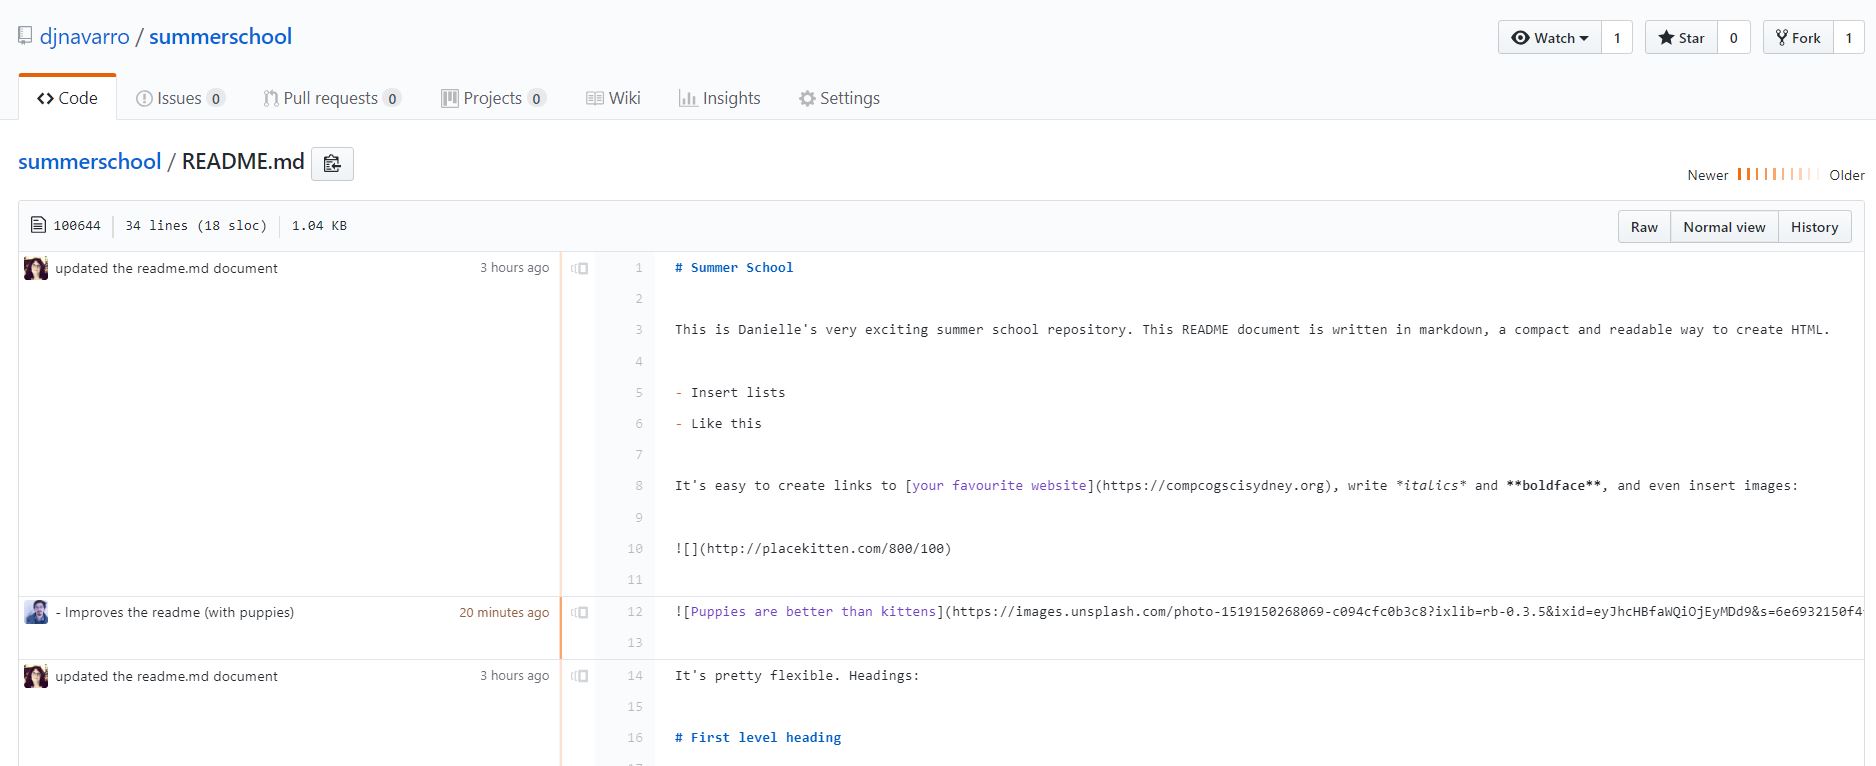 djnavarro / summerschool
Watch 1 Star 0 Fork 1
Code Issues 0 Pull requests 0 Projects 0 Wiki Insights Settings
summerschool / README.md
Newer Older
100644 34 lines (18 sloc) 1.04 KB Raw Normal view History
updated the readme.md document 3 hours ago 1 # Summer School
2
3 This is Danielle's very exciting summer school repository. This README document is written in markdown, a compact and readable way to create HTML.
4
5 - Insert lists
6 - Like this
7
8 It's easy to create links to [your favourite website](https://compcogscisydney.org), write *italics* and **boldface**, and even insert images:
9
10 ![](http://placekitten.com/800/100)
11
- Improves the readme (with puppies) 20 minutes ago 12 ![Puppies are better than kittens](https://images.unsplash.com/photo-1519150268069-c094cfc0b3c8?ixlib=rb-0.3.5&ixid=eyJhcHBfaWQiOjEyMDd9&s=6e6932150f4
13
updated the readme.md document 3 hours ago 14 It's pretty flexible. Headings:
15
16 # First level heading